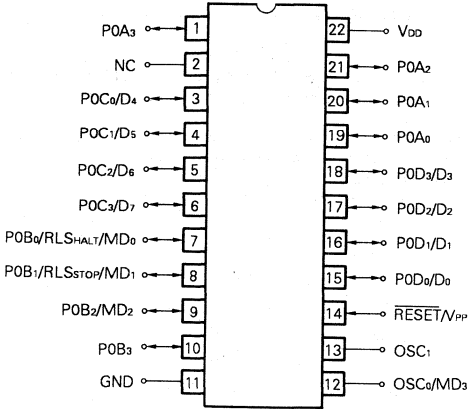 P0A₃ 1 22 VDD
NC 2 21 P0A₂
P0C₀/D₄ 3 20 P0A₁
P0C₁/D₅ 4 19 P0A₀
P0C₂/D₆ 5 18 P0D₃/D₃
P0C₃/D₇ 6 17 P0D₂/D₂
P0B₀/RLSHALT/MD₀ 7 16 P0D₁/D₁
P0B₁/RLSSTOP/MD₁ 8 15 P0D₀/D₀
P0B₂/MD₂ 9 14 R̅E̅S̅E̅T̅/VPP
P0B₃ 10 13 OSC₁
GND 11 12 OSC₀/MD₃